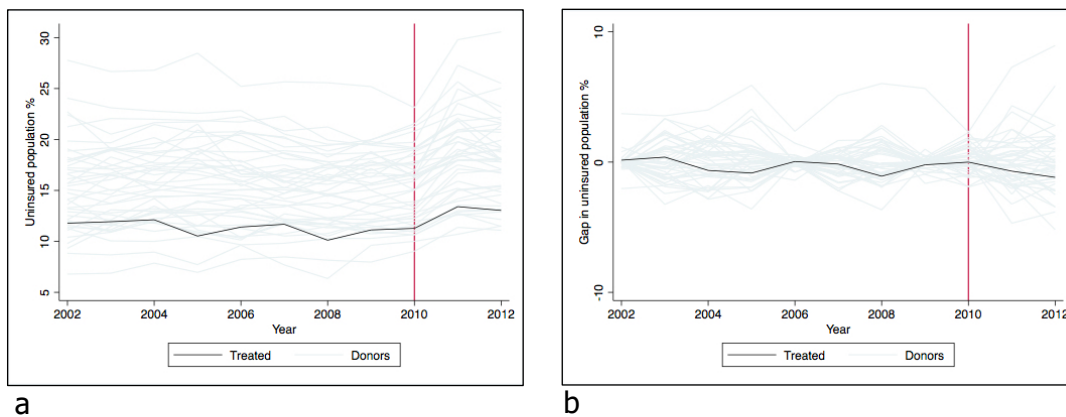 Uninsured population %
30
25
20
15
10
5
2002 2004 2006 2008 2010 2012
Year
Treated Donors
a
Gap in uninsured population %
10
0
-10
2002 2004 2006 2008 2010 2012
Year
Treated Donors
b